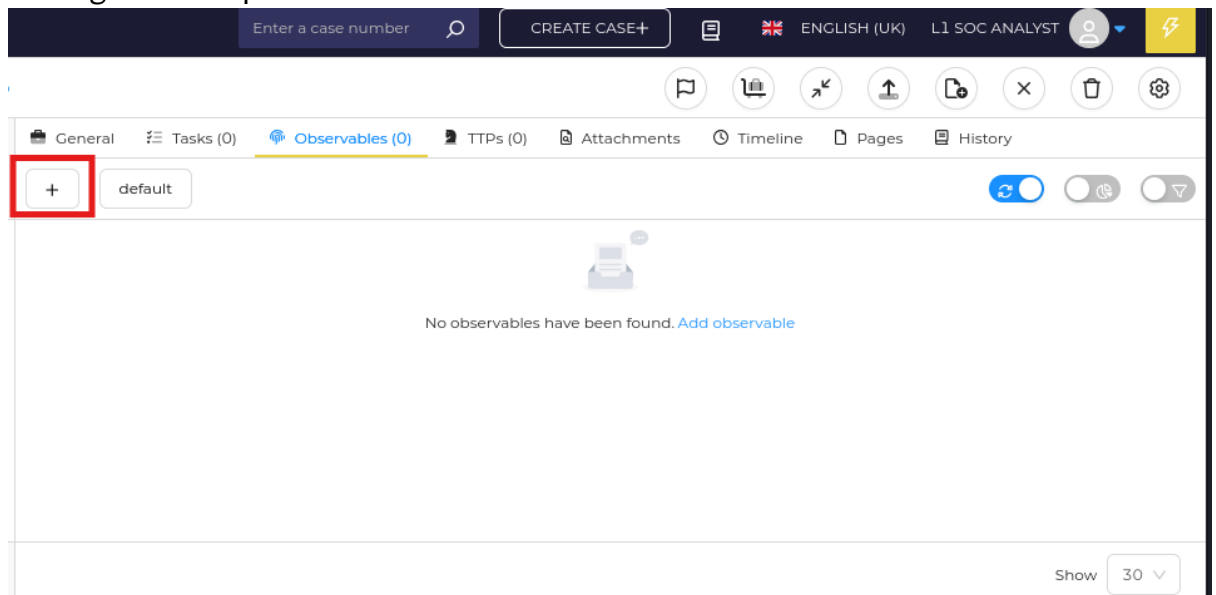 Enter a case number CREATE CASE+ ENGLISH (UK) L1 SOC ANALYST
General Tasks (0) Observables (0) TTPs (0) Attachments Timeline Pages History
+ default
No observables have been found. Add observable
Show 30